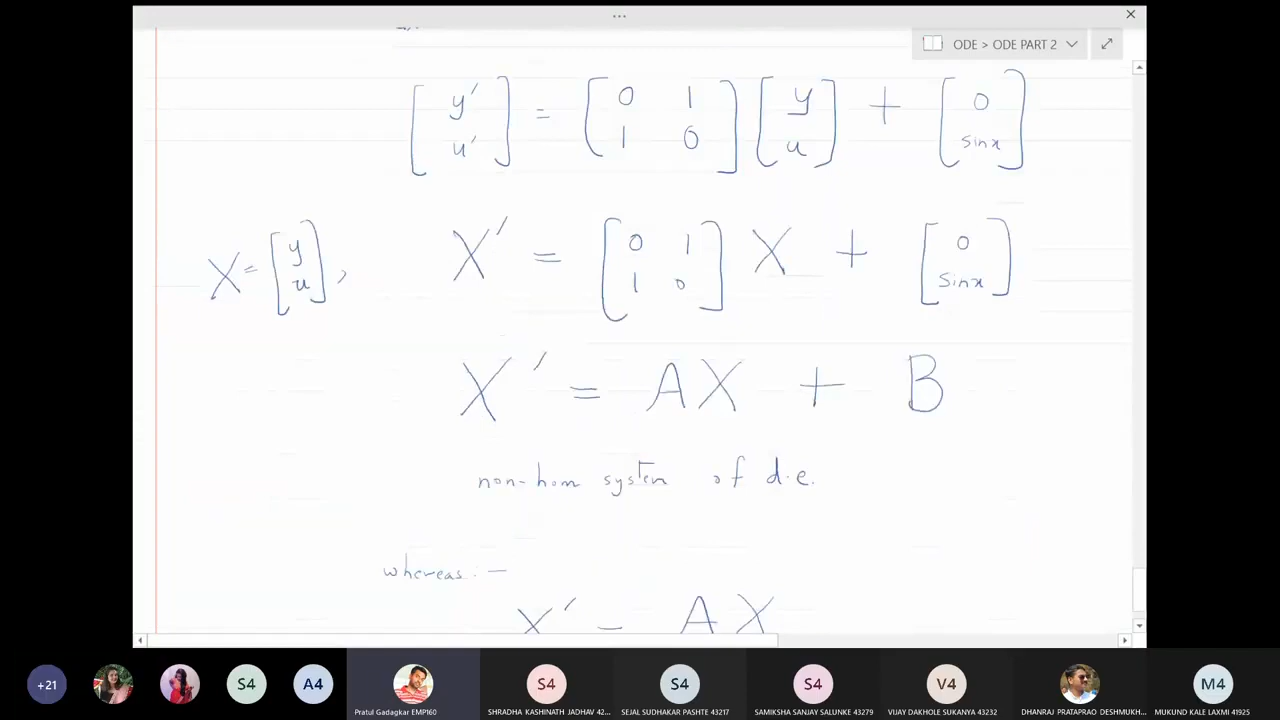 ODE > ODE PART 2
[ y′ u′ ] = [ 0 1 1 0 ] [ y u ] + [ 0 sinx ]
X = [ y u ] , X′ = [ 0 1 1 0 ] X + [ 0 sinx ]
X′ = AX + B
non-hom system of d.e.
whereas :-
X′ = AX
+21 S4 A4 S4 S4 S4 V4 M4
Pratul Gadagkar EMP160 SHRADHA KASHINATH JADHAV 42... SEJAL SUDHAKAR PASHTE 43217 SAMIKSHA SANJAY SALUNKE 43279 VIJAY DAKHOLE SUKANYA 43232 DHANRAJ PRATAPRAO DESHMUKH... MUKUND KALE LAXMI 41925